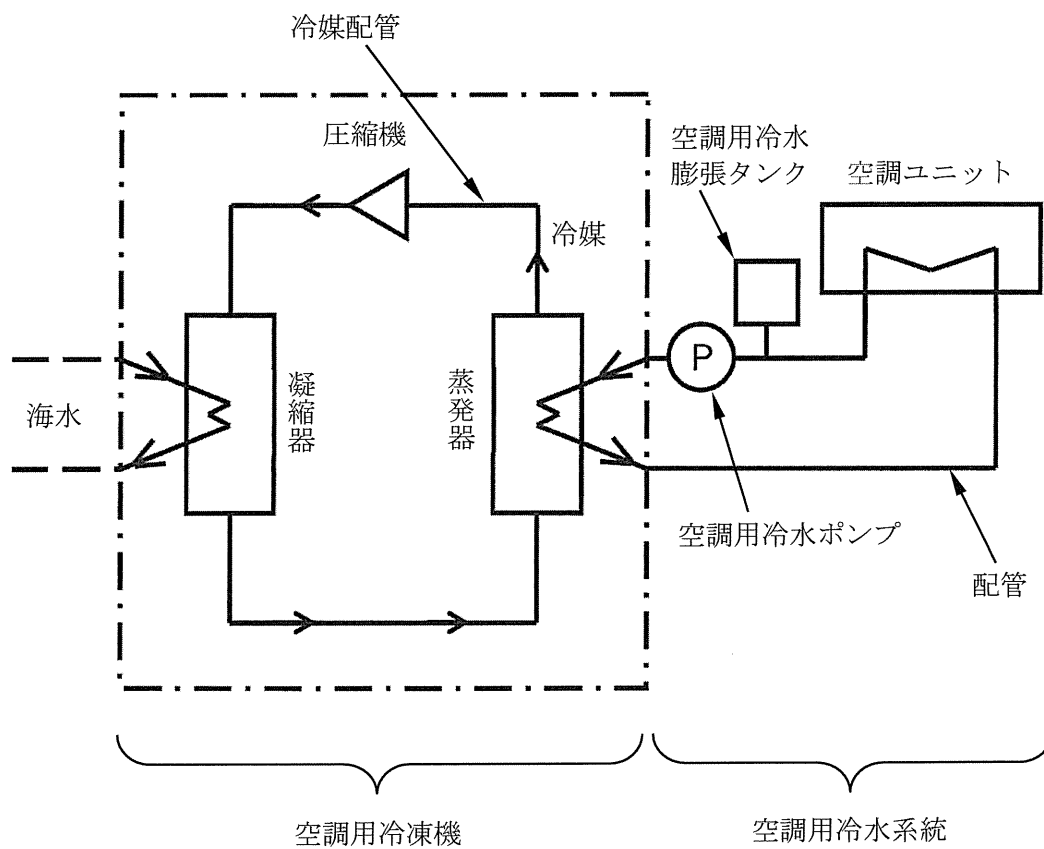 冷媒配管
圧縮機
空調用冷水
膨張タンク
空調ユニット
冷媒
P
海水
凝縮器
蒸発器
空調用冷水ポンプ
配管
空調用冷凍機
空調用冷水系統